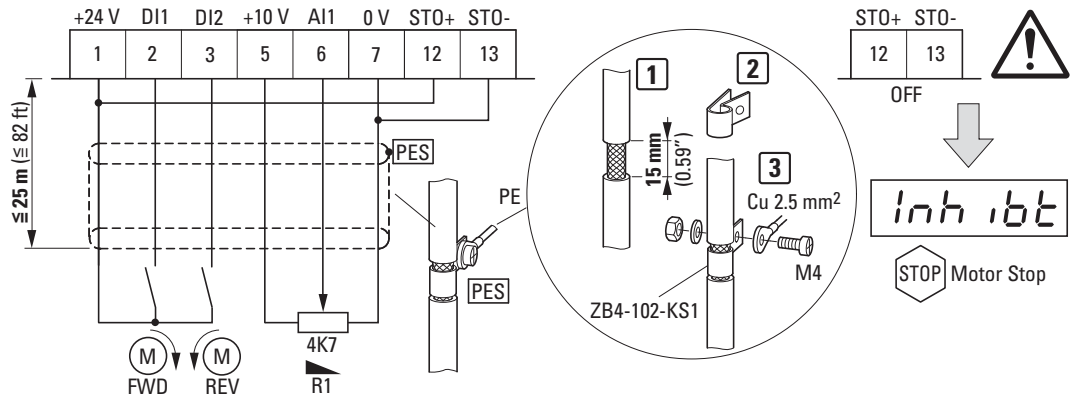 +24 V DI1 DI2 +10 V AI1 0 V STO+ STO-
1 2 3 5 6 7 12 13
≦ 25 m (≦ 82 ft)
PES
PE
PES
4K7
R1
M M
FWD REV
1
2
15 mm
(0.59″)
3
Cu 2.5 mm²
M4
ZB4-102-KS1
STO+ STO-
12 13
OFF
Inhibt
STOP Motor Stop